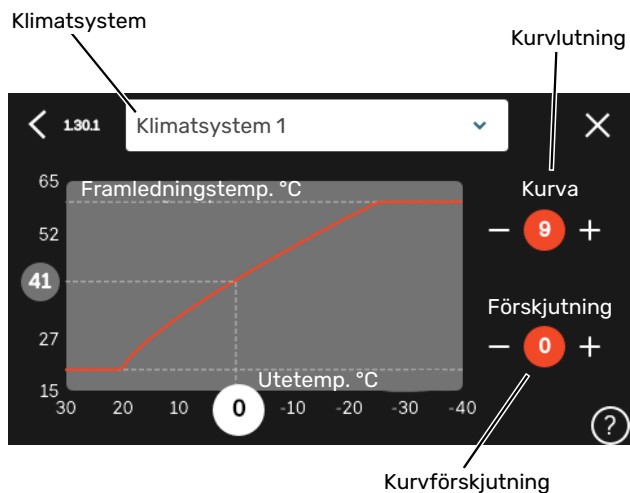 Klimatsystem
Kurvlutning
1.30.1
Klimatsystem 1
65
Framledningstemp. °C
Kurva
52
− 9 +
41
Förskjutning
27
− 0 +
Utetemp. °C
15
30 20 10 0 -10 -20 -30 -40
?
Kurvförskjutning